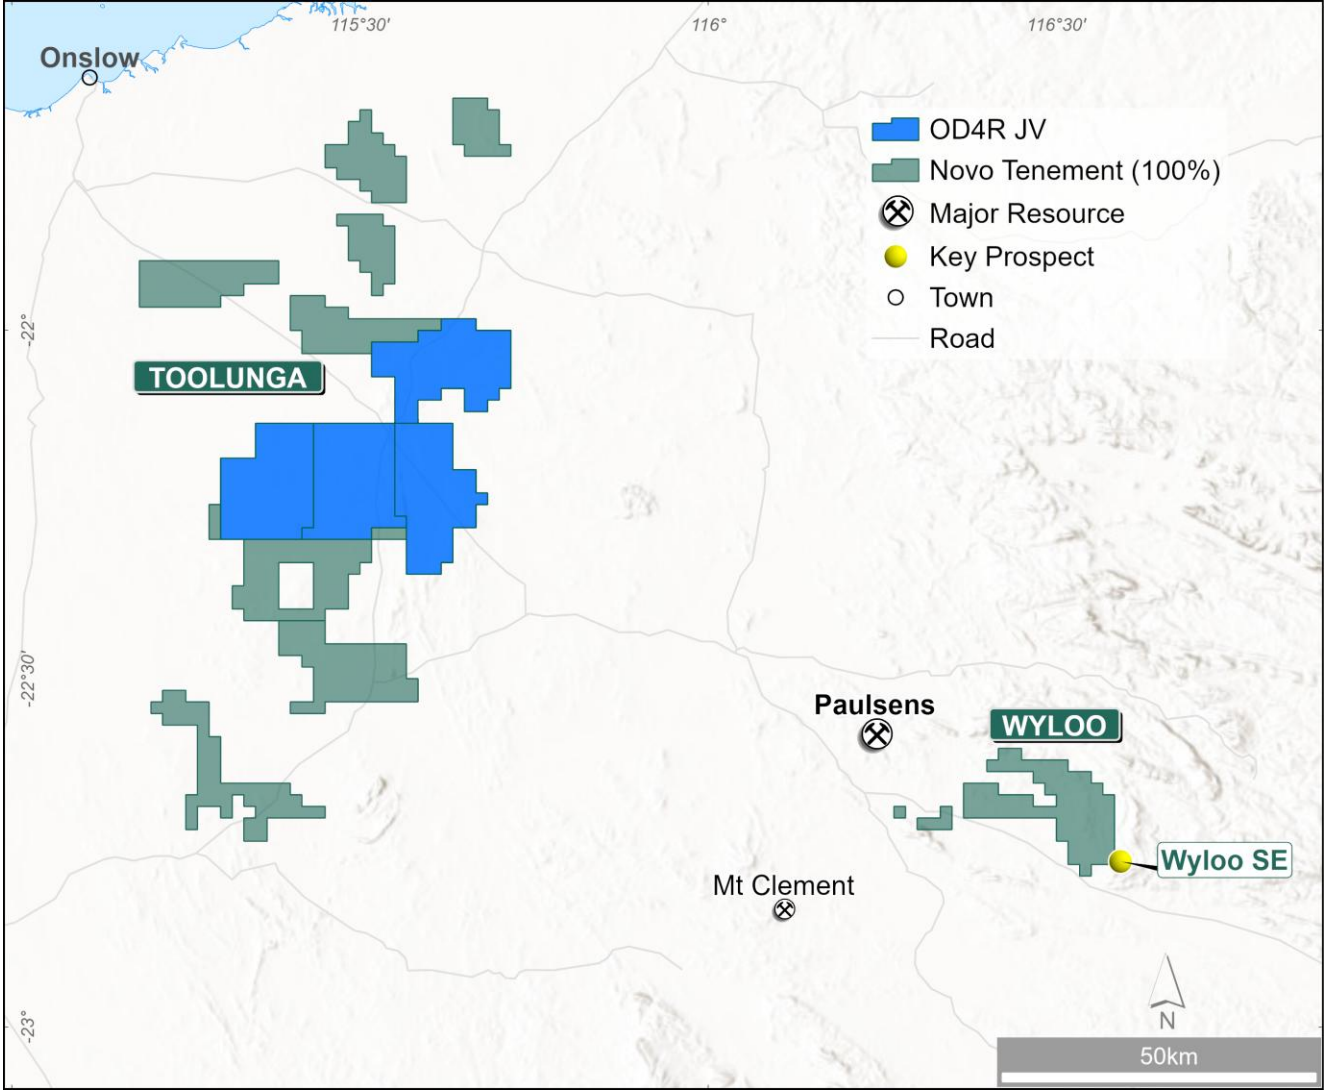 115°30'
116°
116°30'
Onslow
OD4R JV
Novo Tenement (100%)
Major Resource
Key Prospect
Town
Road
-22°
TOOLUNGA
-22°30'
Paulsens
WYLOO
Wyloo SE
Mt Clement
-23°
N
50km